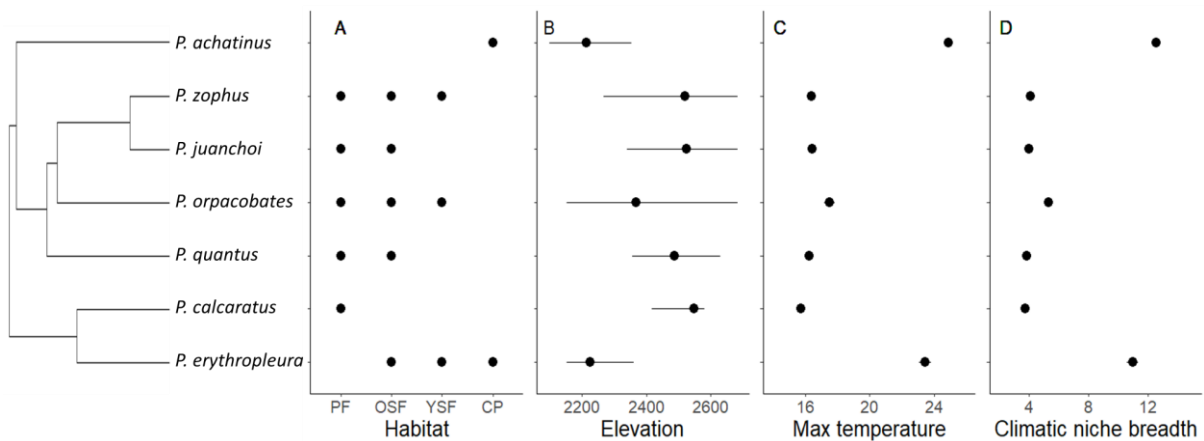 A B C D
P. achatinus
P. zophus
P. juanchoi
P. orpacobates
P. quantus
P. calcaratus
P. erythropleura
PF OSF YSF CP 2200 2400 2600 16 20 24 4 8 12
Habitat Elevation Max temperature Climatic niche breadth